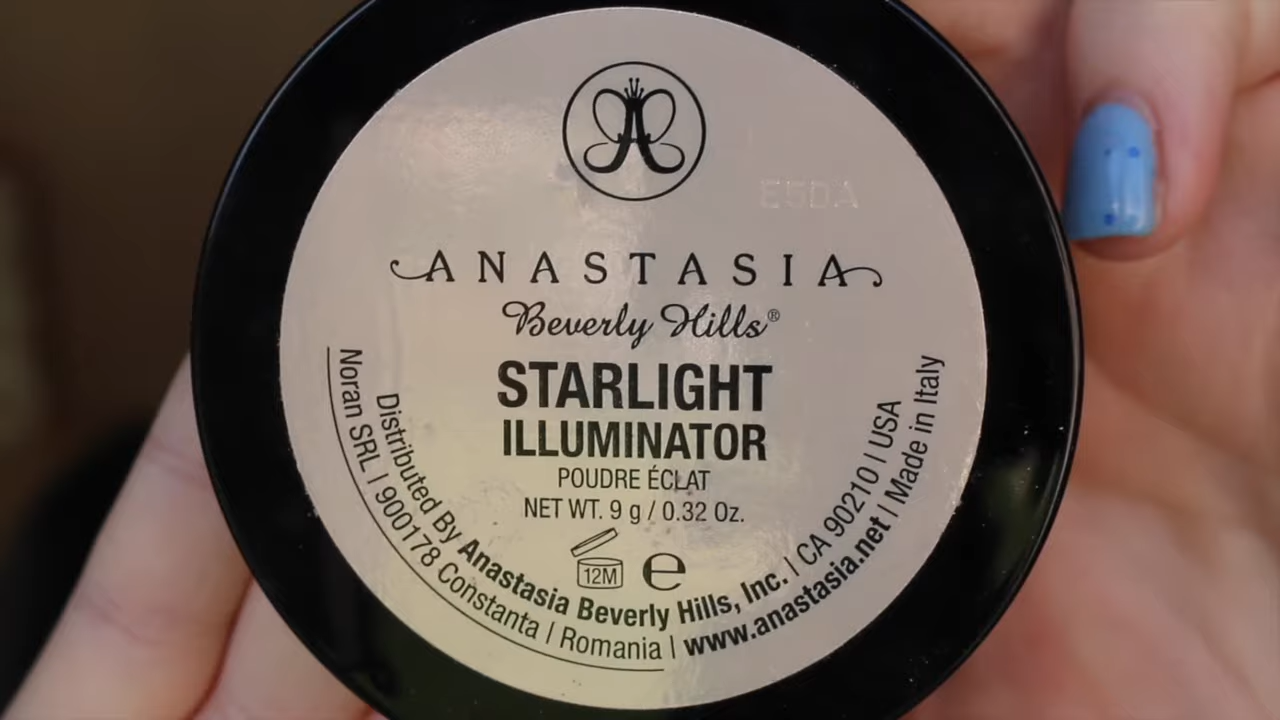 A
E5DA
ANASTASIA
Beverly Hills®
STARLIGHT
ILLUMINATOR
POUDRE ÉCLAT
NET WT. 9 g / 0.32 Oz.
12M e
Distributed By Anastasia Beverly Hills, Inc. | CA 90210 | USA
Noran SRL | 900178 Constanta | Romania | www.anastasia.net | Made in Italy